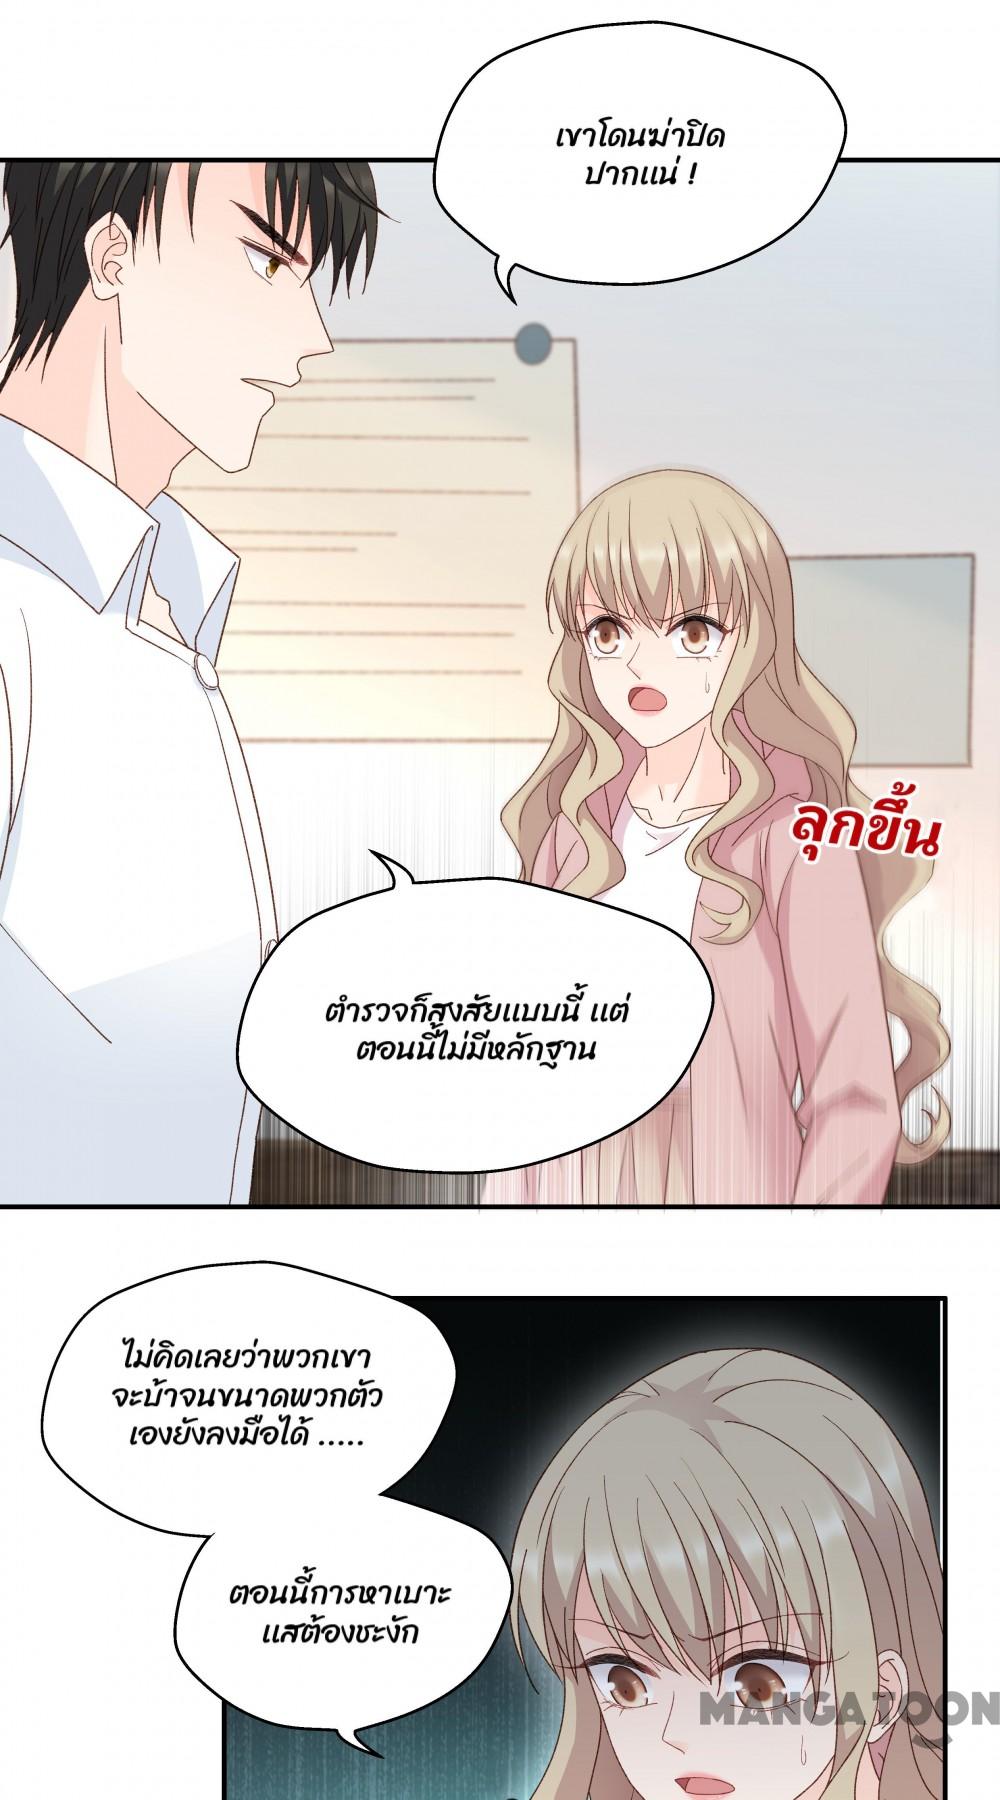 เขาโดนฆ่าปิด
ปากแน่ !
ลุกขึ้น
ตำรวจก็สงสัยแบบนี้ แต่
ตอนนี้ไม่มีหลักฐาน
ไม่คิดเลยว่าพวกเขา
จะบ้าจนขนาดพวกตัว
เองยังลงมือได้ .....
ตอนนี้การหาเบาะ
แสต้องชะงัก
MANGATOON